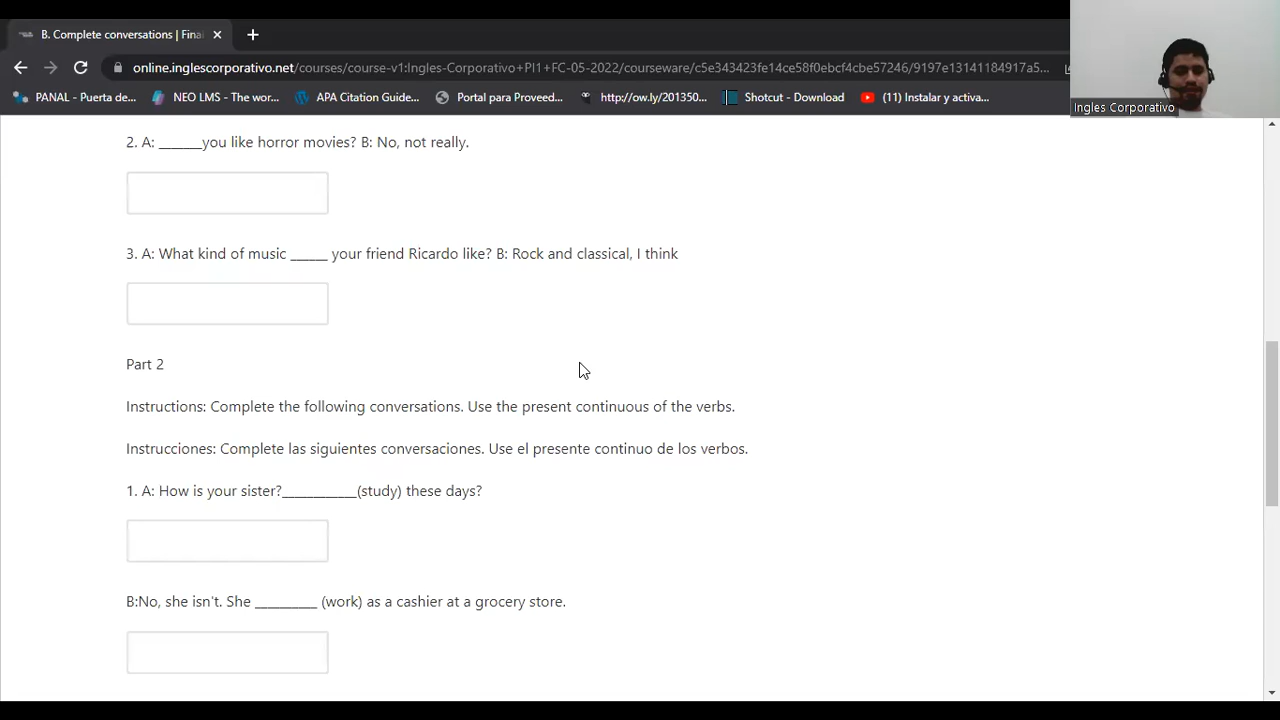 B. Complete conversations | Fina
online.inglescorporativo.net/courses/course-v1:Ingles-Corporativo+PI1+FC-05-2022/courseware/c5e343423fe14ce58f0ebcf4cbe57246/9197e13141184917a5...
PANAL - Puerta de... NEO LMS - The wor... APA Citation Guide... Portal para Proveed... http://ow.ly/201350... Shotcut - Download (11) Instalar y activa...
Ingles Corporativo
2. A: _______you like horror movies? B: No, not really.
3. A: What kind of music ______ your friend Ricardo like? B: Rock and classical, I think
Part 2
Instructions: Complete the following conversations. Use the present continuous of the verbs.
Instrucciones: Complete las siguientes conversaciones. Use el presente continuo de los verbos.
1. A: How is your sister?____________(study) these days?
B:No, she isn't. She __________ (work) as a cashier at a grocery store.